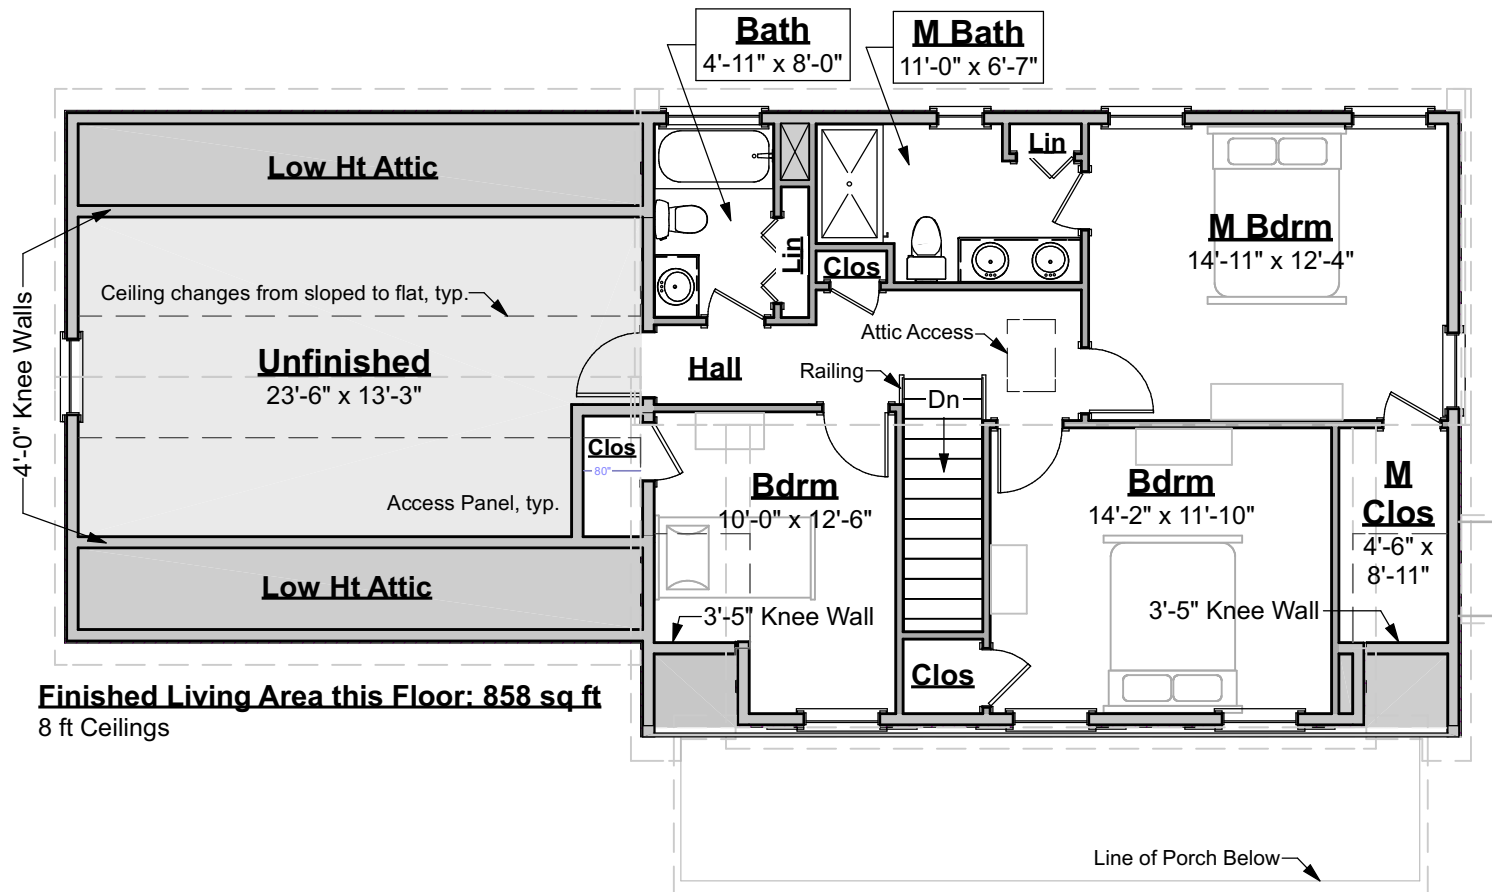 Bath
4'-11" x 8'-0"
M Bath
11'-0" x 6'-7"
Low Ht Attic
Lin
M Bdrm
14'-11" x 12'-4"
Lin
Clos
Ceiling changes from sloped to flat, typ.
4'-0" Knee Walls
Unfinished
23'-6" x 13'-3"
Hall
Attic Access
Railing
Dn
Clos
80"
Access Panel, typ.
Bdrm
10'-0" x 12'-6"
Bdrm
14'-2" x 11'-10"
M
Clos
4'-6" x
8'-11"
Low Ht Attic
3'-5" Knee Wall
3'-5" Knee Wall
Clos
Finished Living Area this Floor: 858 sq ft
8 ft Ceilings
Line of Porch Below